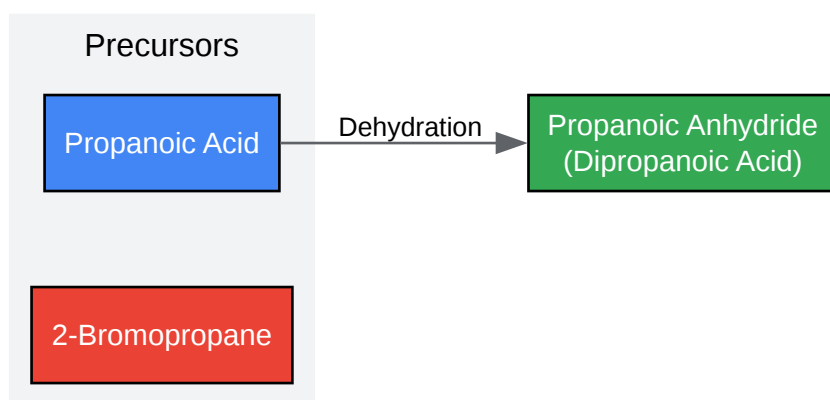 Precursors
Propanoic Acid
Dehydration
Propanoic Anhydride
(Dipropanoic Acid)
2-Bromopropane